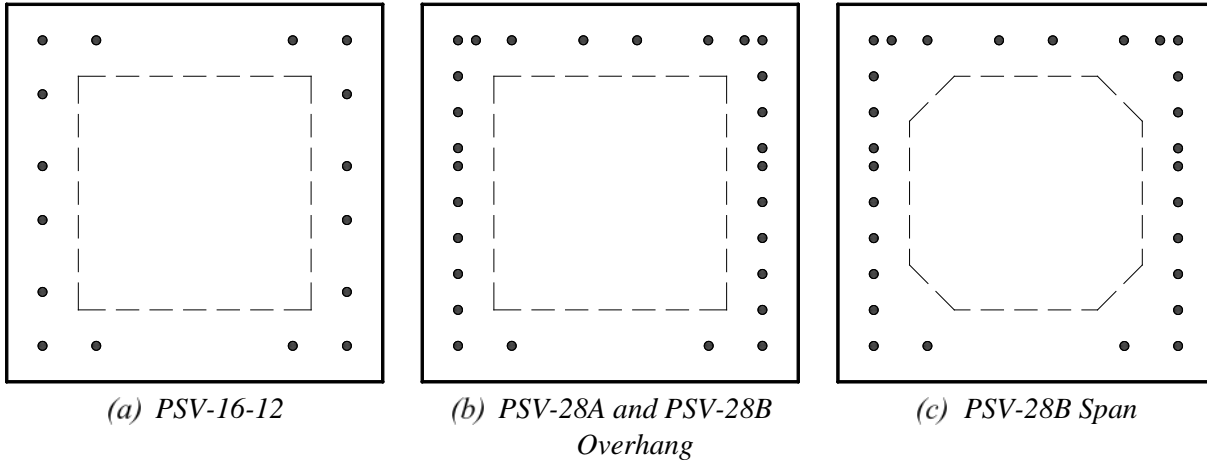 (a) PSV-16-12
(b) PSV-28A and PSV-28B
Overhang
(c) PSV-28B Span